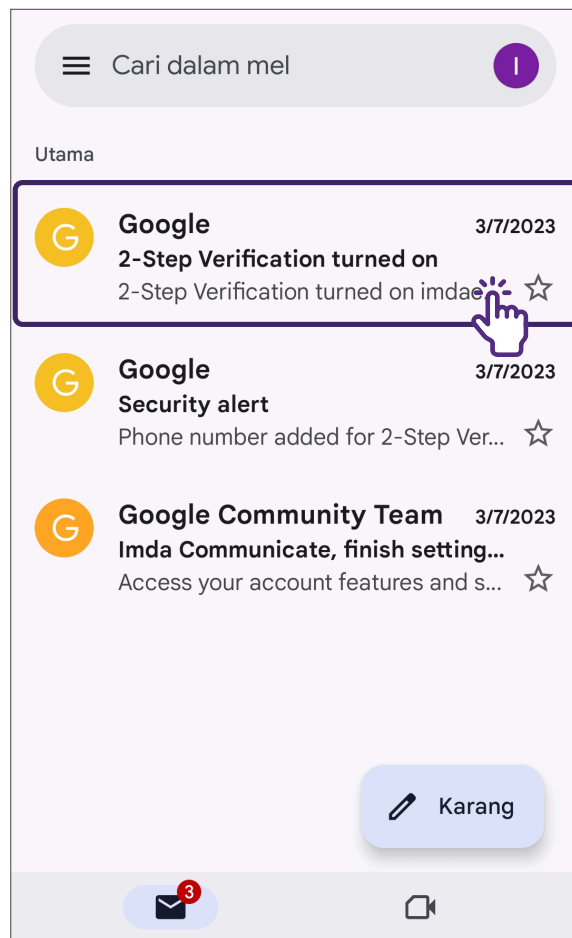 Cari dalam mel
I
Utama
G
Google
3/7/2023
2-Step Verification turned on
2-Step Verification turned on
G
Google
3/7/2023
Security alert
Phone number added for 2-Step Ver...
G
Google Community Team
3/7/2023
Imda Communicate, finish setting...
Access your account features and s...
Karang
3